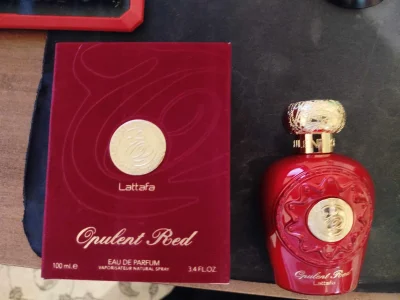 Lattafa
Opulent Red
EAU DE PARFUM
VAPORISATEUR NATURAL SPRAY
100 ml.e
3.4 FL.OZ.
Opulent Red
Lattafa